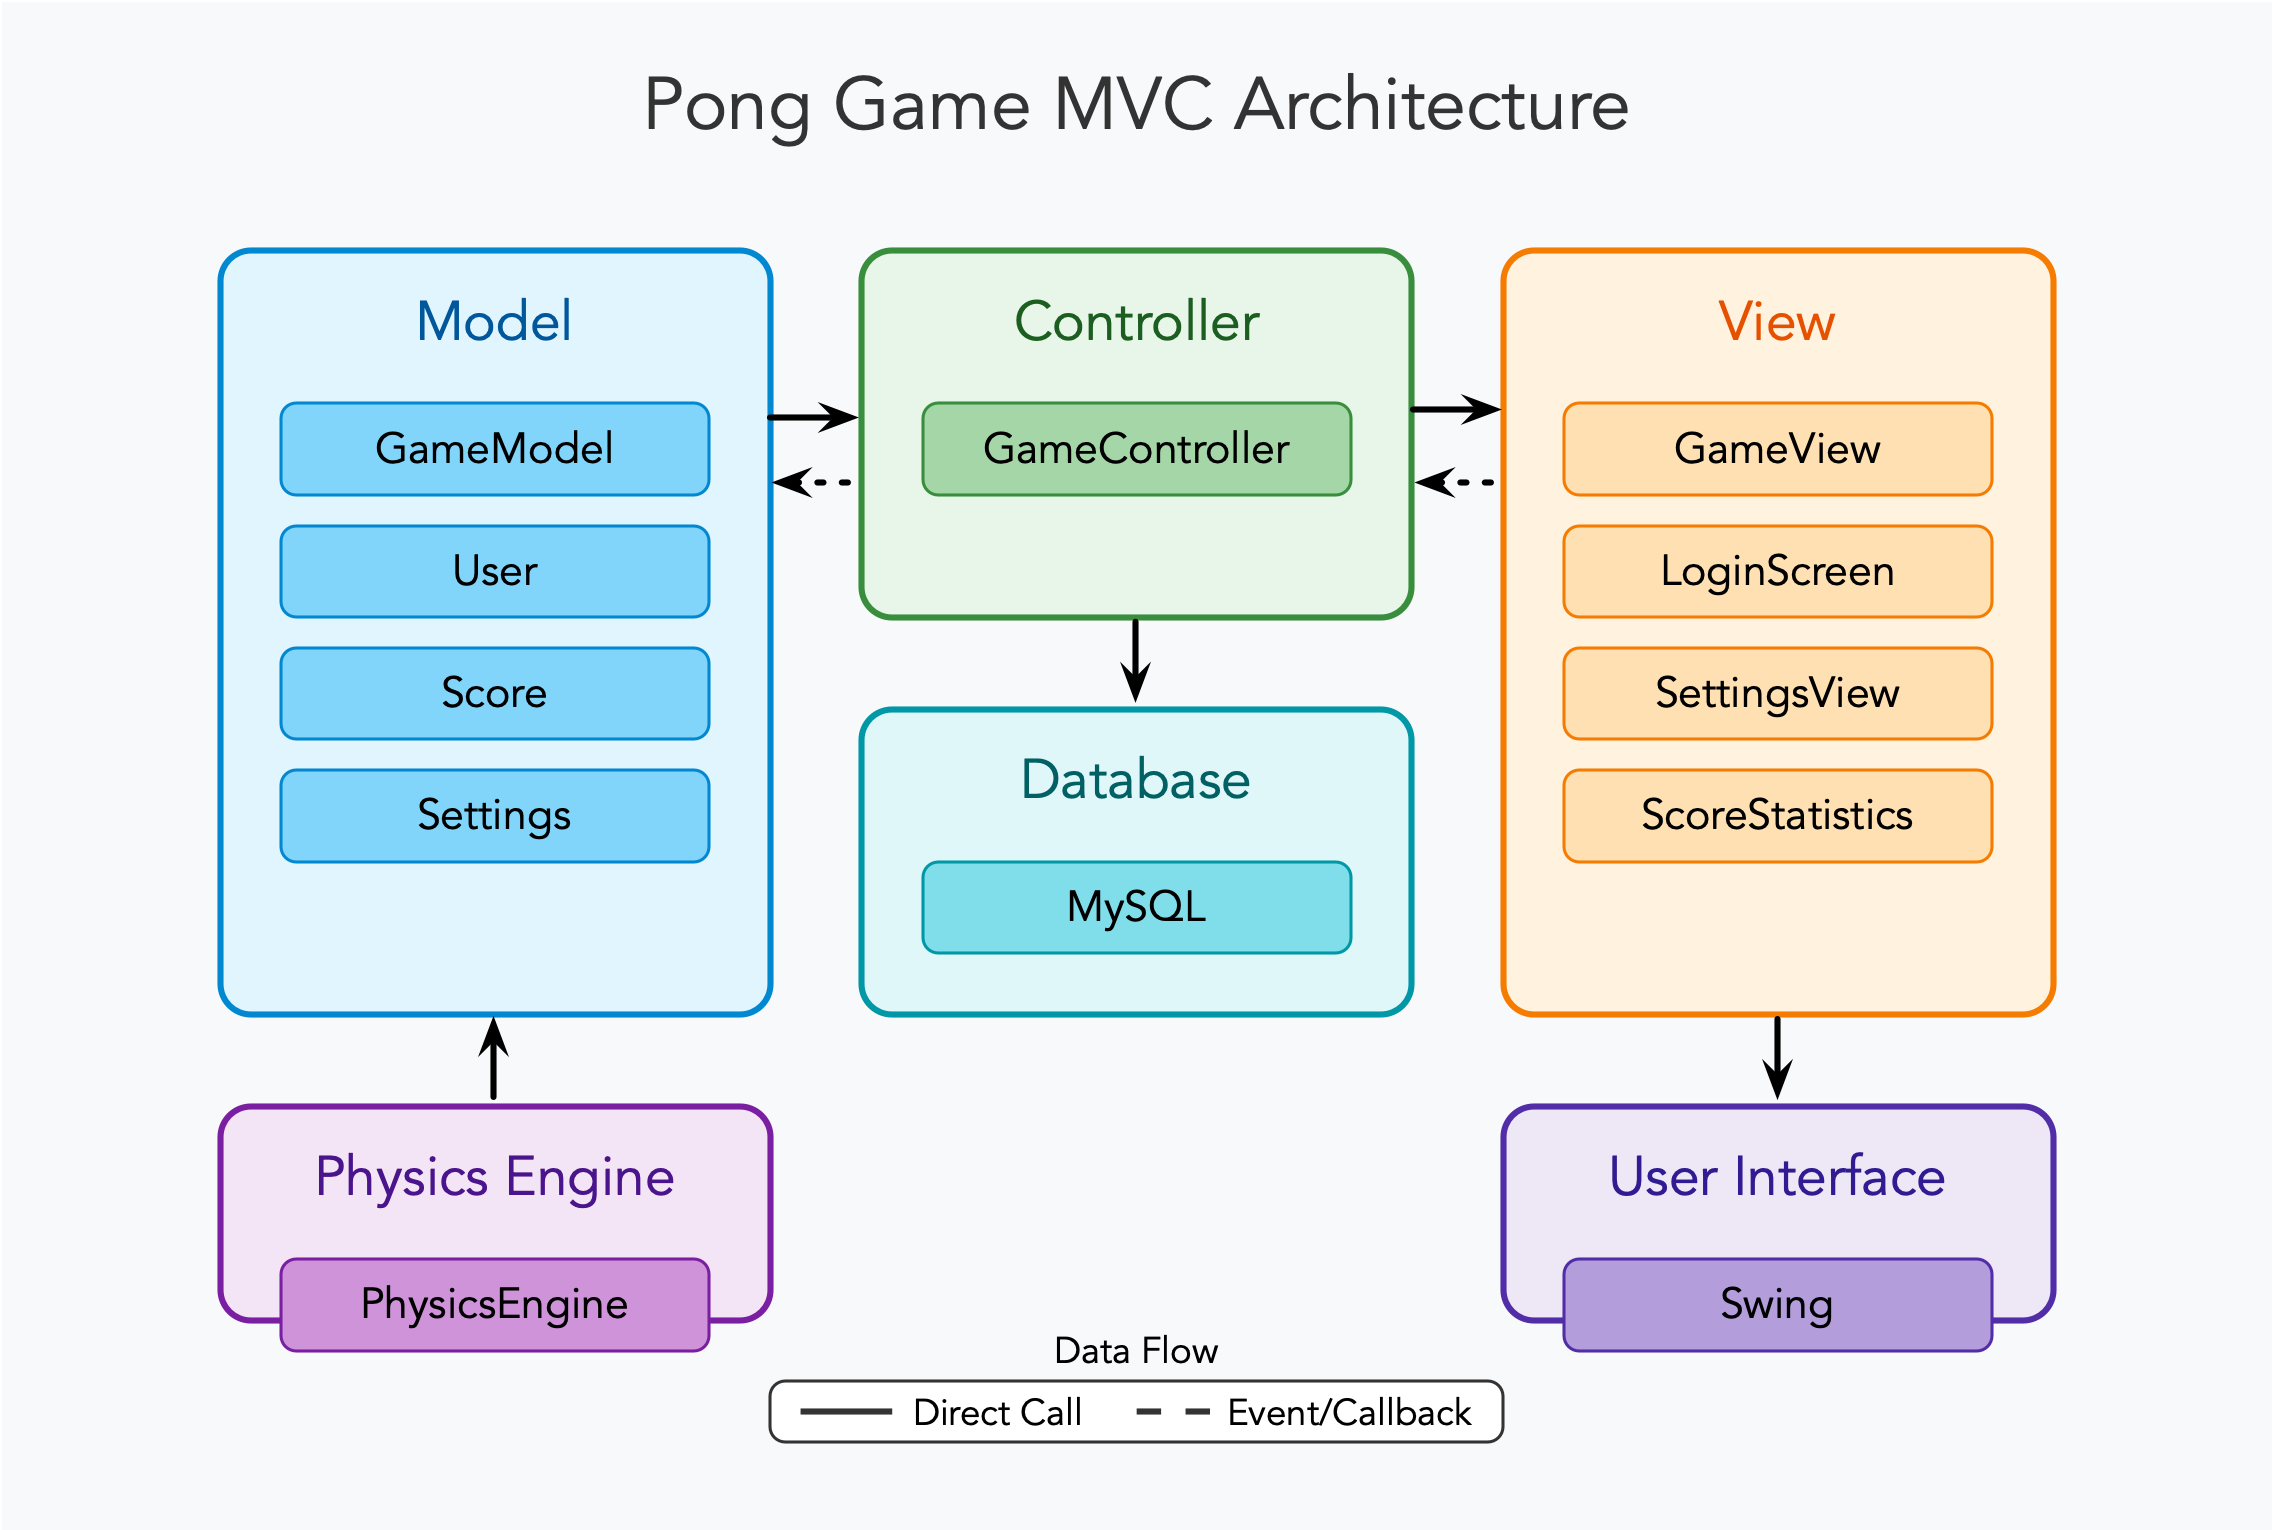 Pong Game MVC Architecture
Model
GameModel
User
Score
Settings
Controller
GameController
View
GameView
LoginScreen
SettingsView
ScoreStatistics
Database
MySQL
Physics Engine
PhysicsEngine
User Interface
Swing
Data Flow
Direct Call
Event/Callback